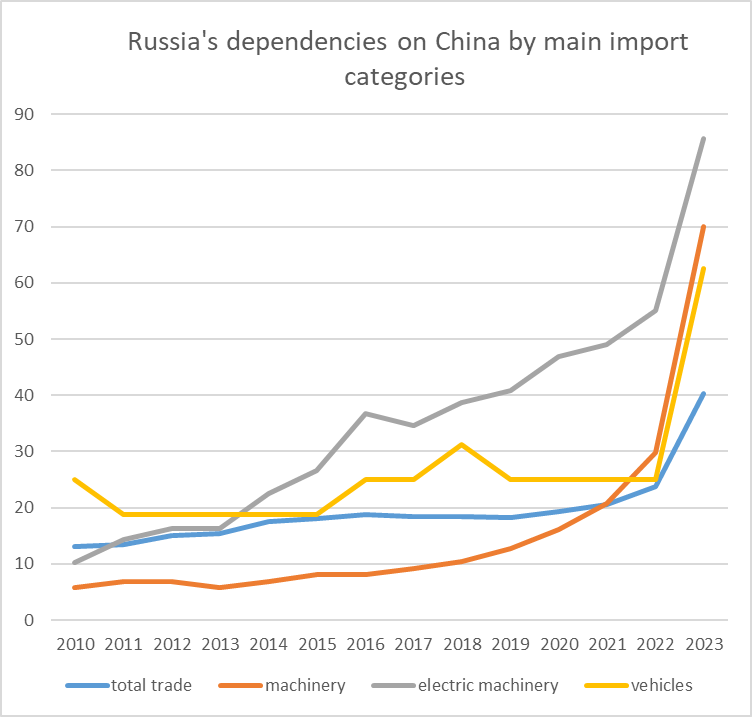 Russia's dependencies on China by main import
categories
90
80
70
60
50
40
30
20
10
0
2010 2011 2012 2013 2014 2015 2016 2017 2018 2019 2020 2021 2022 2023
total trade machinery electric machinery vehicles